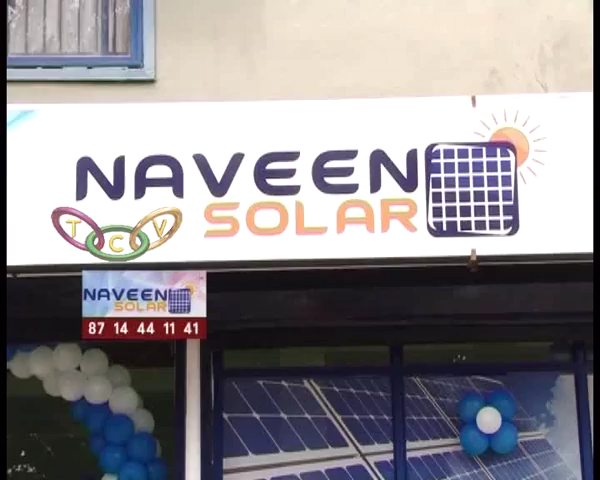 NAVEEN
SOLAR
TCV
NAVEEN
SOLAR
87 14 44 11 41